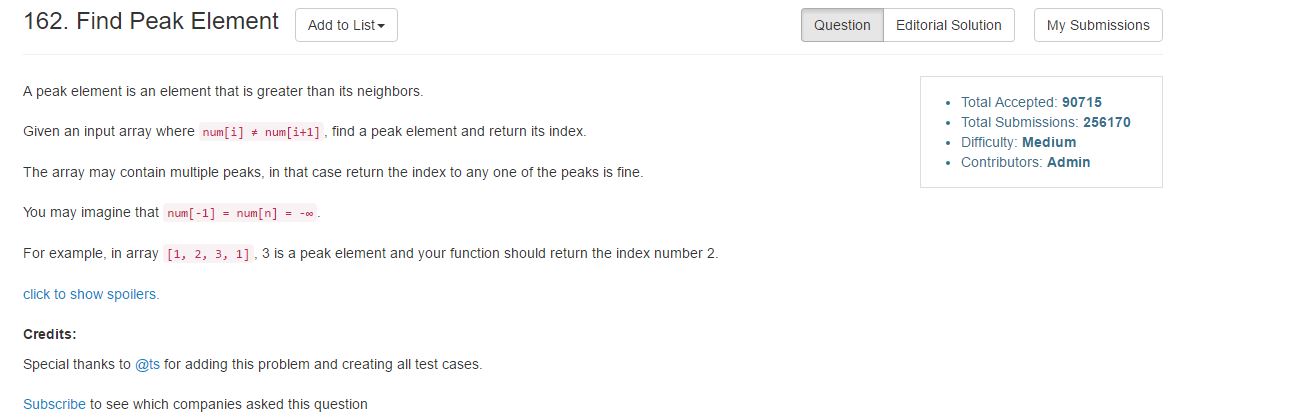 162. Find Peak Element Add to List Question Editorial Solution My Submissions
A peak element is an element that is greater than its neighbors.
Given an input array where num[i] ≠ num[i+1], find a peak element and return its index.
The array may contain multiple peaks, in that case return the index to any one of the peaks is fine.
You may imagine that num[-1] = num[n] = -∞.
For example, in array [1, 2, 3, 1], 3 is a peak element and your function should return the index number 2.
click to show spoilers.
Credits:
Special thanks to @ts for adding this problem and creating all test cases.
Subscribe to see which companies asked this question
• Total Accepted: 90715
• Total Submissions: 256170
• Difficulty: Medium
• Contributors: Admin